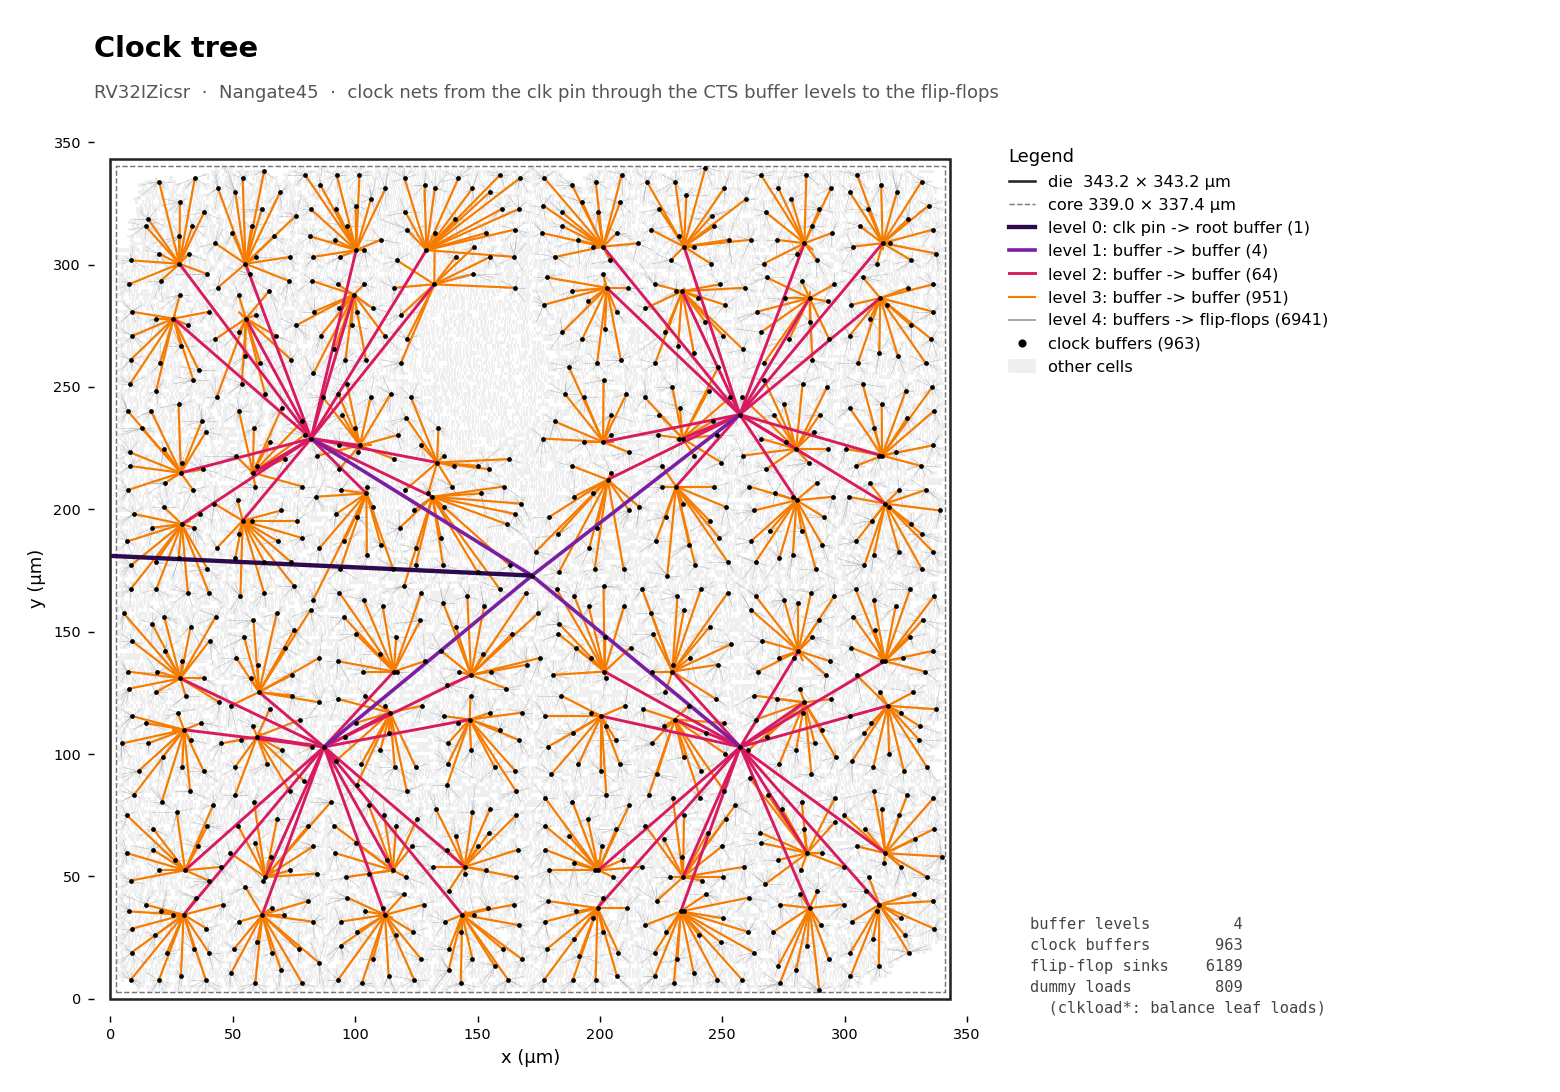 Clock tree
RV32IZicsr · Nangate45 · clock nets from the clk pin through the CTS buffer levels to the flip-flops
350
300
250
200
150
100
50
0
y (µm)
0 50 100 150 200 250 300 350
x (µm)
Legend
die 343.2 × 343.2 µm
core 339.0 × 337.4 µm
level 0: clk pin -> root buffer (1)
level 1: buffer -> buffer (4)
level 2: buffer -> buffer (64)
level 3: buffer -> buffer (951)
level 4: buffers -> flip-flops (6941)
clock buffers (963)
other cells
buffer levels 4
clock buffers 963
flip-flop sinks 6189
dummy loads 809
(clkload*: balance leaf loads)